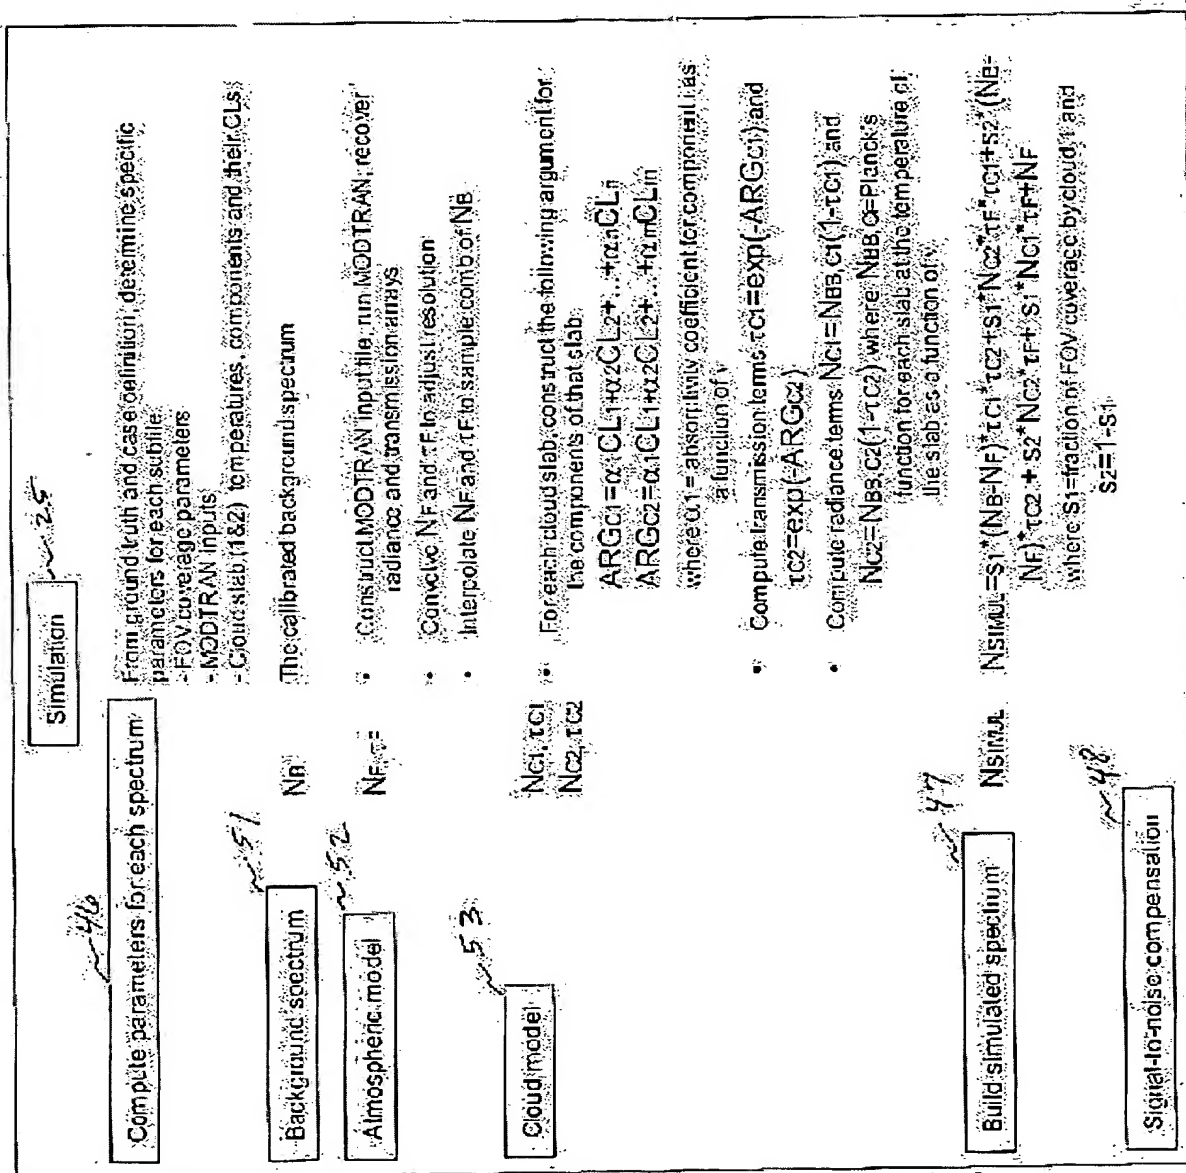 Simulation
~25
~46
Compute parameters for each spectrum
From ground truth and case definition, determine specific
parameters for each subfile
- FOV coverage parameters
- MODTRAN inputs
- Cloud slab (1&2) temperatures, components and their CLs
~51
Background spectrum
NB
The calibrated background spectrum
~52
Atmospheric model
NF, τF
• Construct MODTRAN input file, run MODTRAN, recover
radiance and transmission arrays
• Convolve NF and τF to adjust resolution
• Interpolate NF and τF to sample comb of NB
~53
Cloud model
NC1, τC1
NC2, τC2
• For each cloud slab, construct the following argument for
the components of that slab:
ARGC1=α1CL1+α2CL2+...+αnCLn
ARGC2=α1CL1+α2CL2+...+αmCLm
where α1 = absorptivity coefficient for component i as
a function of ν
• Compute transmission terms τC1=exp(-ARGC1) and
τC2=exp(-ARGC2)
• Compute radiance terms NC1=NBB,C1(1-τC1) and
NC2=NBB,C2(1-τC2) where NBB,Ci=Planck's
function for each slab at the temperature of
the slab as a function of ν
~47
Build simulated spectrum
NSIMUL
NSIMUL=S1*(NB-NF)*τC1*τC2+S1*NC2*τF*τC1+S2*(NB-
NF)*τC2 + S2*NC2*τF+S1*NC1*τF+NF
where S1=fraction of FOV coverage by cloud 1 and
S2=1-S1
~48
Signal-to-noise compensation